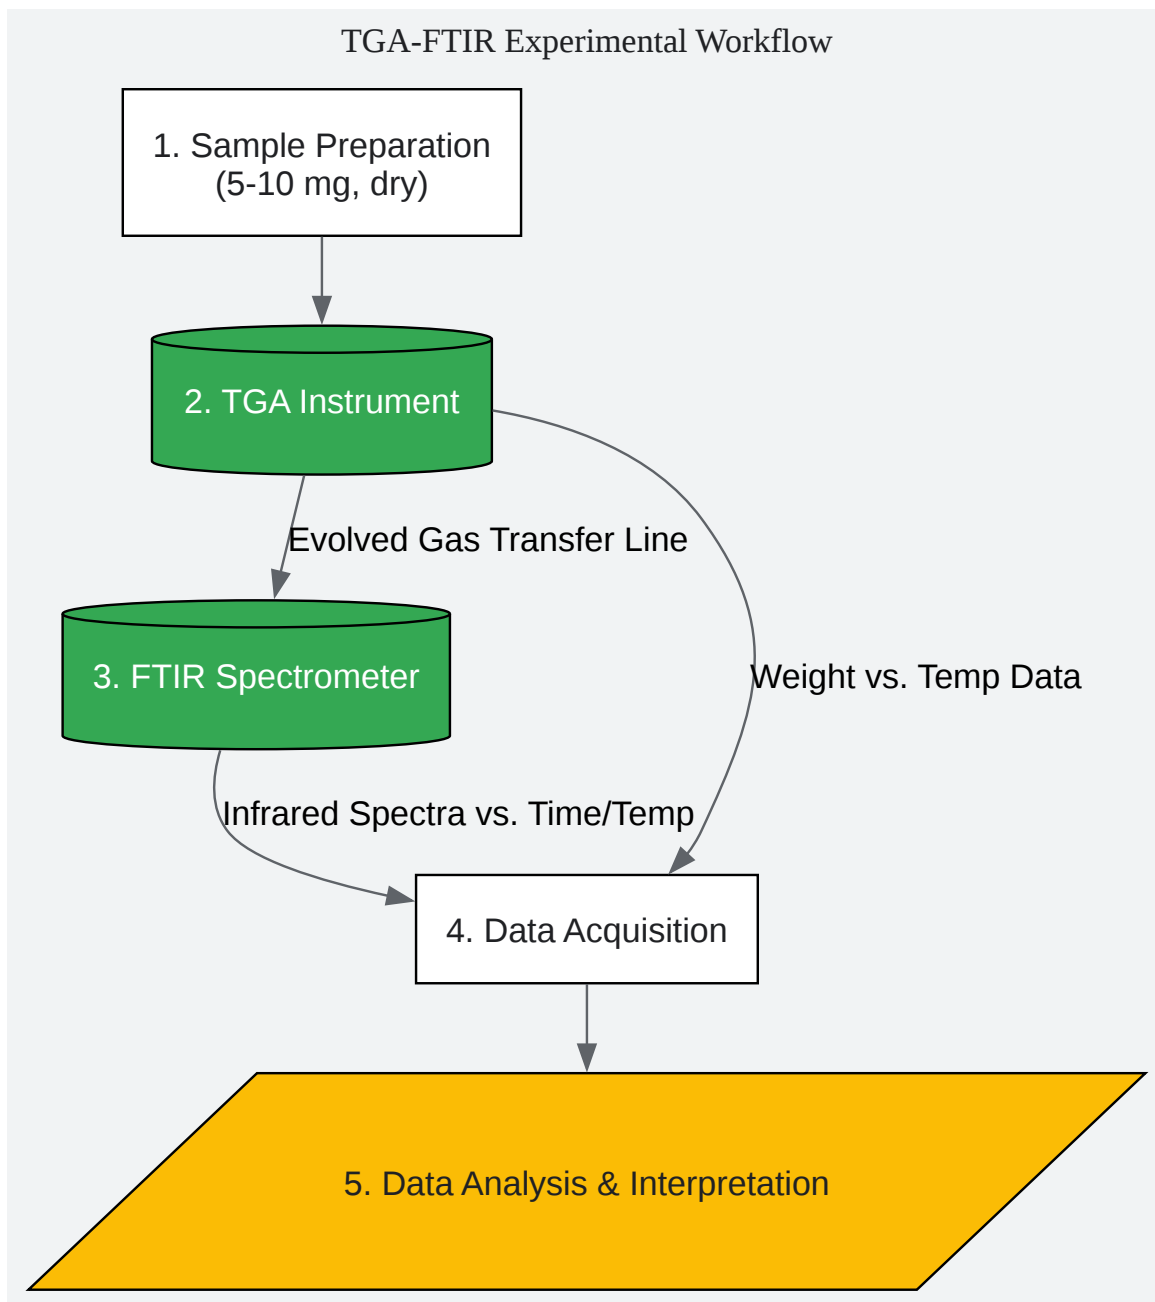 TGA-FTIR Experimental Workflow
1. Sample Preparation
(5-10 mg, dry)
2. TGA Instrument
Evolved Gas Transfer Line
3. FTIR Spectrometer
Weight vs. Temp Data
Infrared Spectra vs. Time/Temp
4. Data Acquisition
5. Data Analysis & Interpretation